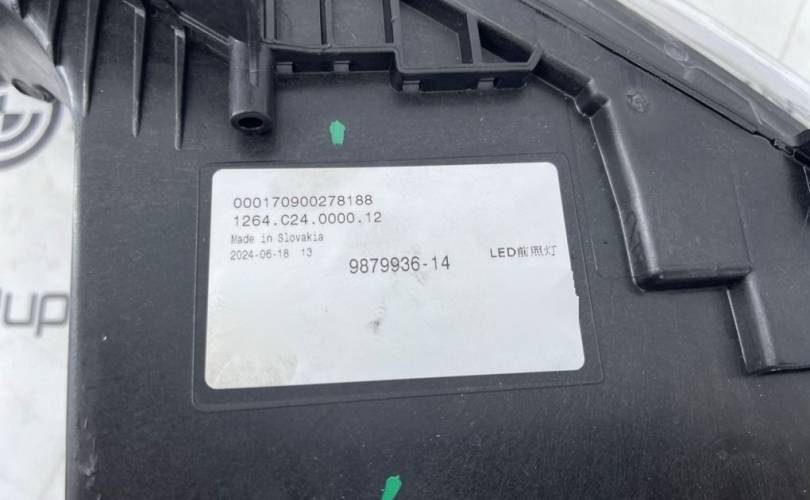 000170900278188
1264.C24.0000.12
Made in Slovakia
2024-06-18 13
9879936-14
LED前照灯